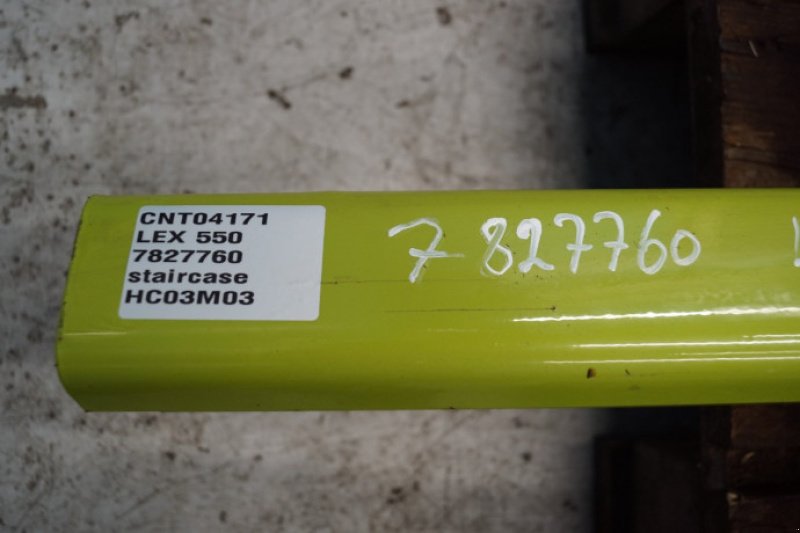 CNT04171
LEX 550
7827760
staircase
HC03M03
7 827760